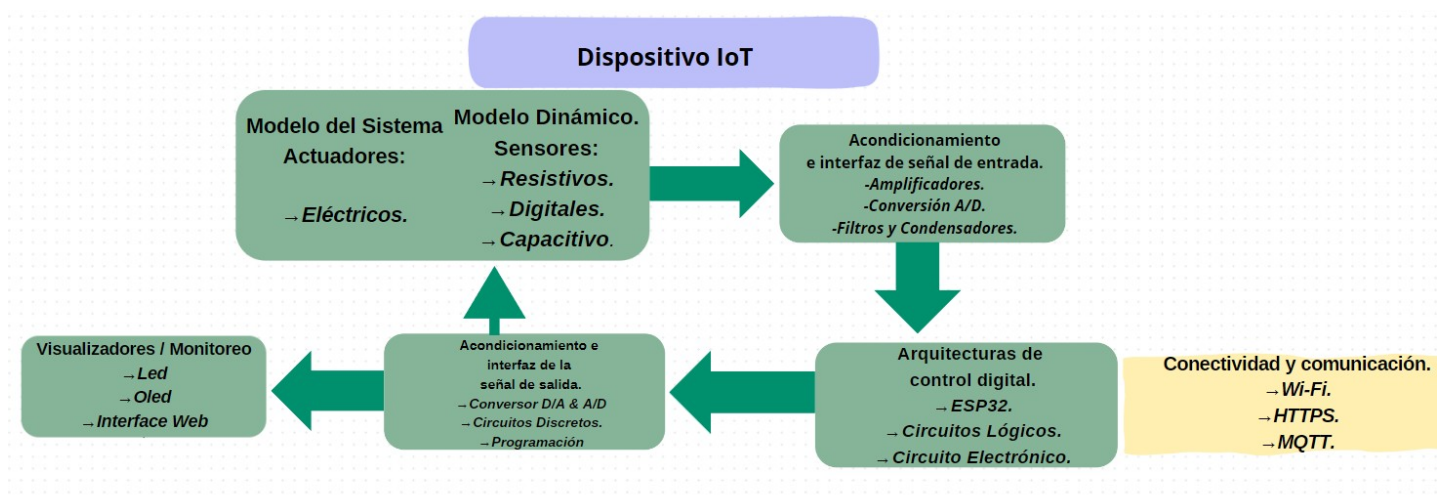 Dispositivo IoT
Modelo del Sistema
Actuadores:
→Eléctricos.
Modelo Dinámico.
Sensores:
→Resistivos.
→Digitales.
→Capacitivo.
Acondicionamiento
e interfaz de señal de entrada.
-Amplificadores.
-Conversión A/D.
-Filtros y Condensadores.
Visualizadores / Monitoreo
→Led
→Oled
→Interface Web
Acondicionamiento e
interfaz de la
señal de salida.
→Conversor D/A & A/D
→Circuitos Discretos.
→Programación
Arquitecturas de
control digital.
→ESP32.
→Circuitos Lógicos.
→Circuito Electrónico.
Conectividad y comunicación.
→Wi-Fi.
→HTTPS.
→MQTT.